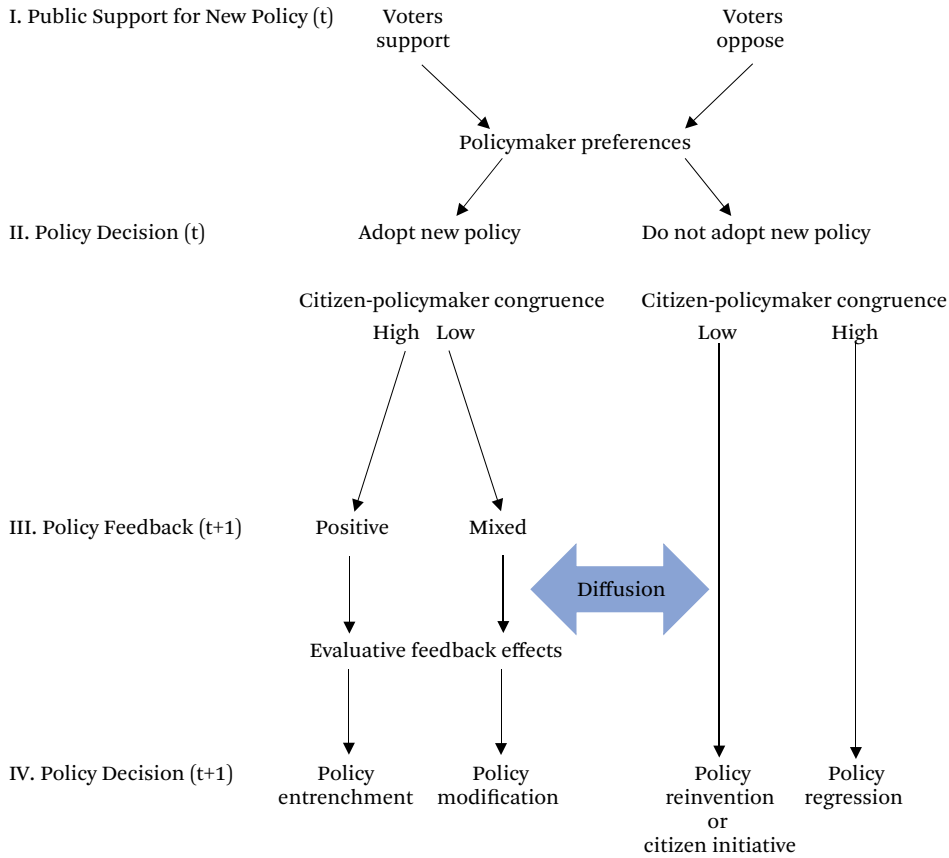 I. Public Support for New Policy (t)
Voters
support
Voters
oppose
Policymaker preferences
II. Policy Decision (t)
Adopt new policy
Do not adopt new policy
Citizen-policymaker congruence
Citizen-policymaker congruence
High Low
Low
High
III. Policy Feedback (t+1)
Positive
Mixed
Diffusion
Evaluative feedback effects
IV. Policy Decision (t+1)
Policy
entrenchment
Policy
modification
Policy
reinvention
or
citizen initiative
Policy
regression